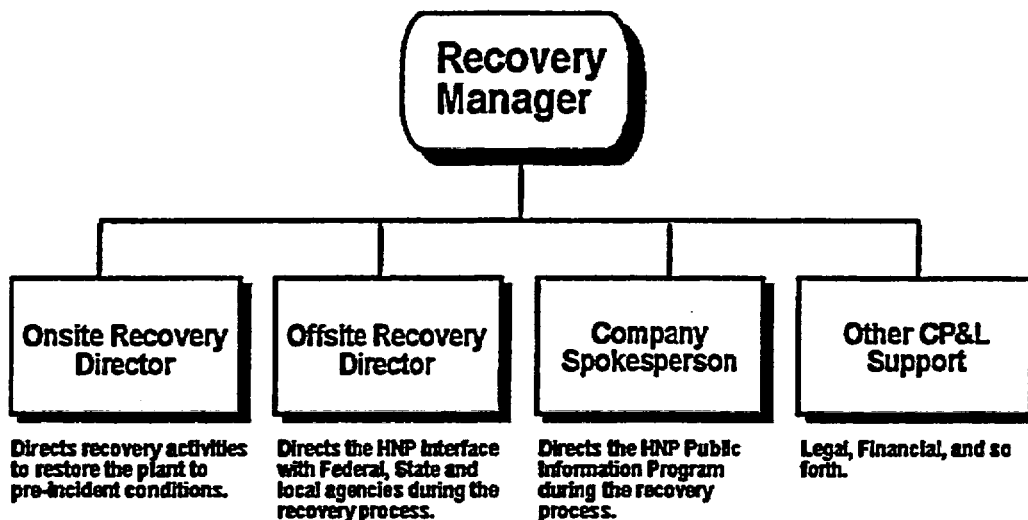 Recovery
Manager
Onsite Recovery
Director
Offsite Recovery
Director
Company
Spokesperson
Other CP&L
Support
Directs recovery activities
to restore the plant to
pre-incident conditions.
Directs the HNP Interface
with Federal, State and
local agencies during the
recovery process.
Directs the HNP Public
Information Program
during the recovery
process.
Legal, Financial, and so
forth.